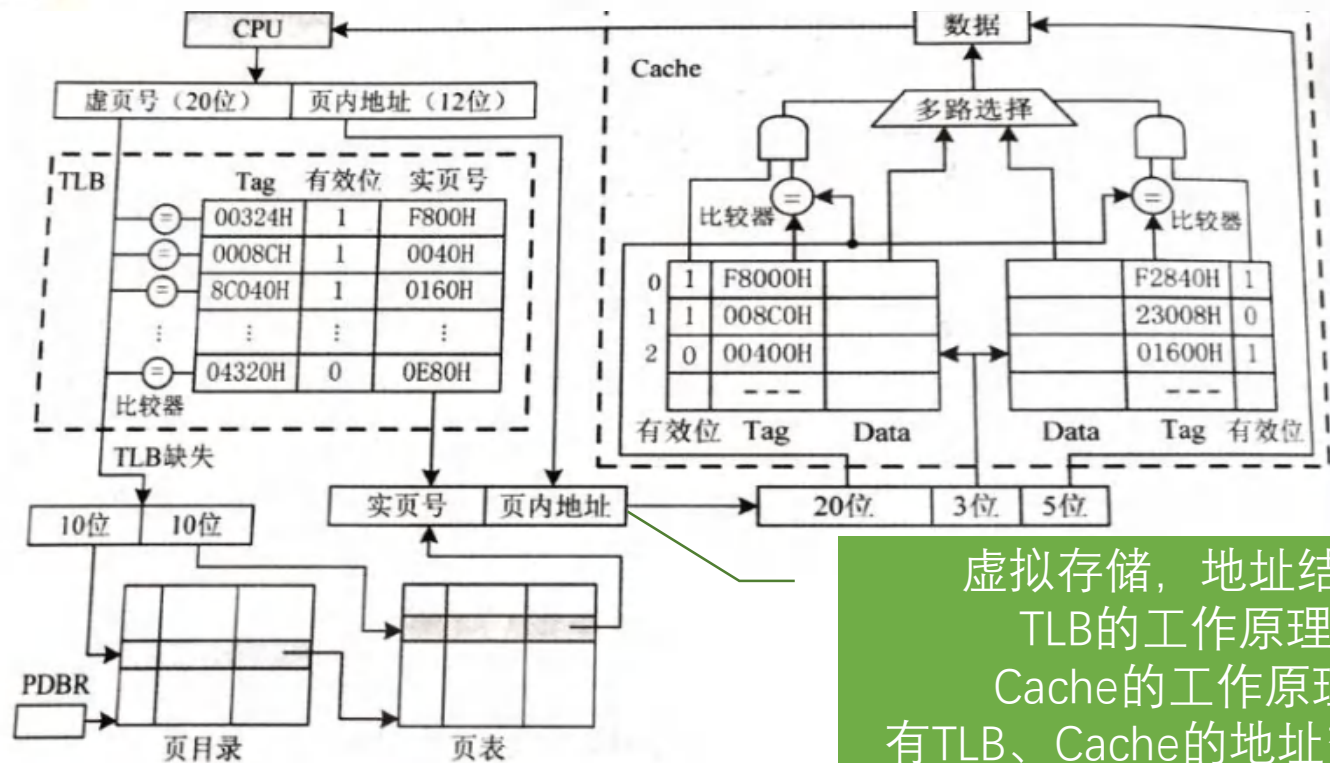 CPU
虚页号（20位） 页内地址（12位）
TLB
Tag 有效位 实页号
00324H 1 F800H
0008CH 1 0040H
8C040H 1 0160H
⋮ ⋮ ⋮ ⋮
04320H 0 0E80H
= = = =
比较器
TLB缺失
10位 10位
实页号 页内地址
PDBR
页目录 页表
数据
Cache
多路选择
= =
比较器 比较器
0 1 F8000H F2840H 1
1 1 008C0H 23008H 0
2 0 00400H 01600H 1
--- ---
有效位 Tag Data Data Tag 有效位
20位 3位 5位
虚拟存储，地址结
TLB的工作原理
Cache的工作原理
有TLB、Cache的地址